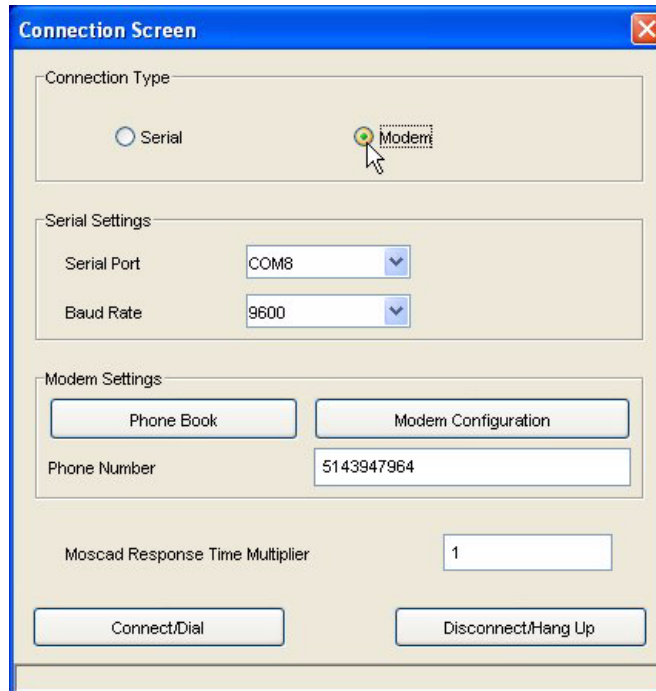 Connection Screen
Connection Type
Serial
Modem
Serial Settings
Serial Port
COM8
Baud Rate
9600
Modem Settings
Phone Book
Modem Configuration
Phone Number
5143947964
Moscad Response Time Multiplier
1
Connect/Dial
Disconnect/Hang Up